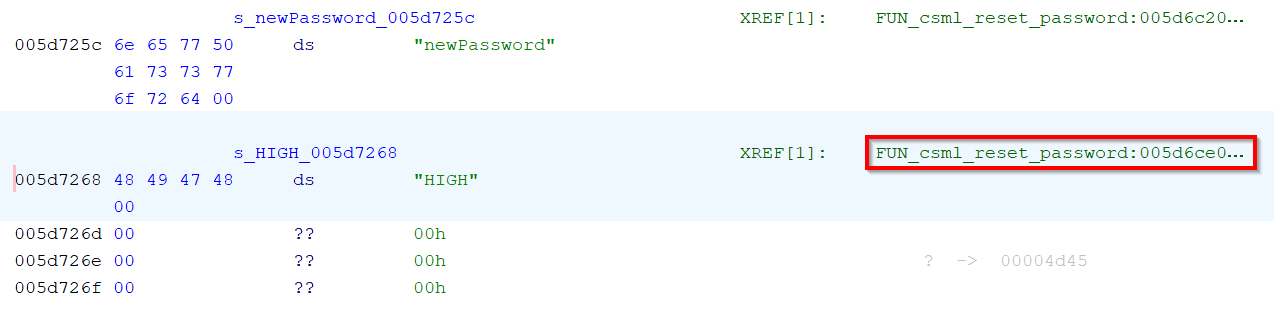 s_newPassword_005d725c XREF[1]: FUN_csml_reset_password:005d6c20...
005d725c 6e 65 77 50 ds "newPassword"
61 73 73 77
6f 72 64 00
s_HIGH_005d7268 XREF[1]: FUN_csml_reset_password:005d6ce0...
005d7268 48 49 47 48 ds "HIGH"
00
005d726d 00 ?? 00h
005d726e 00 ?? 00h ? -> 00004d45
005d726f 00 ?? 00h